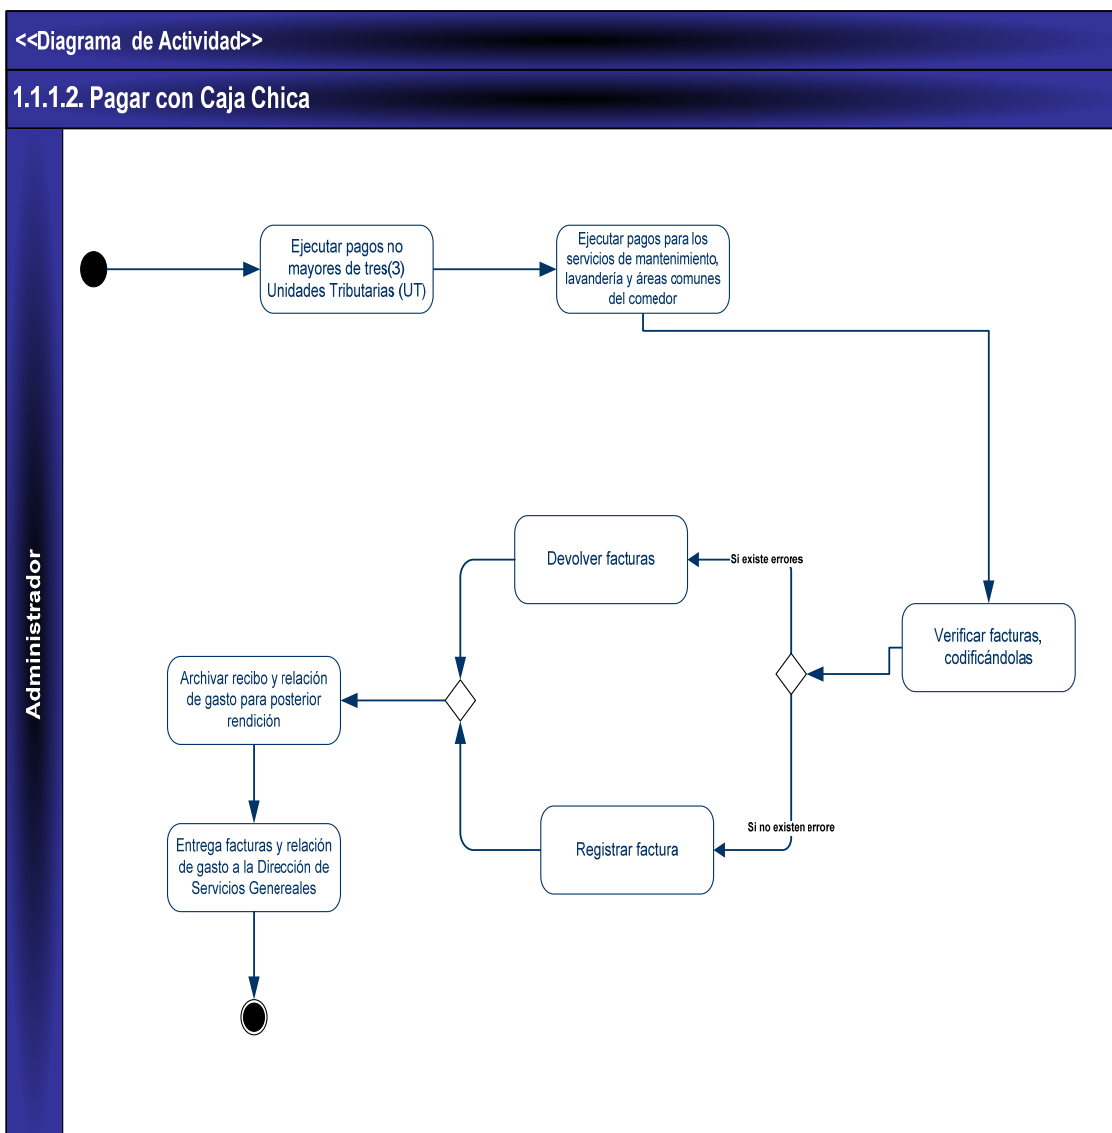 <<Diagrama de Actividad>>
1.1.1.2. Pagar con Caja Chica
Administrador
Ejecutar pagos no
mayores de tres(3)
Unidades Tributarias (UT)
Ejecutar pagos para los
servicios de mantenimiento,
lavandería y áreas comunes
del comedor
Verificar facturas,
codificándolas
Si existe errores
Devolver facturas
Si no existen errore
Registrar factura
Archivar recibo y relación
de gasto para posterior
rendición
Entrega facturas y relación
de gasto a la Dirección de
Servicios Genereales